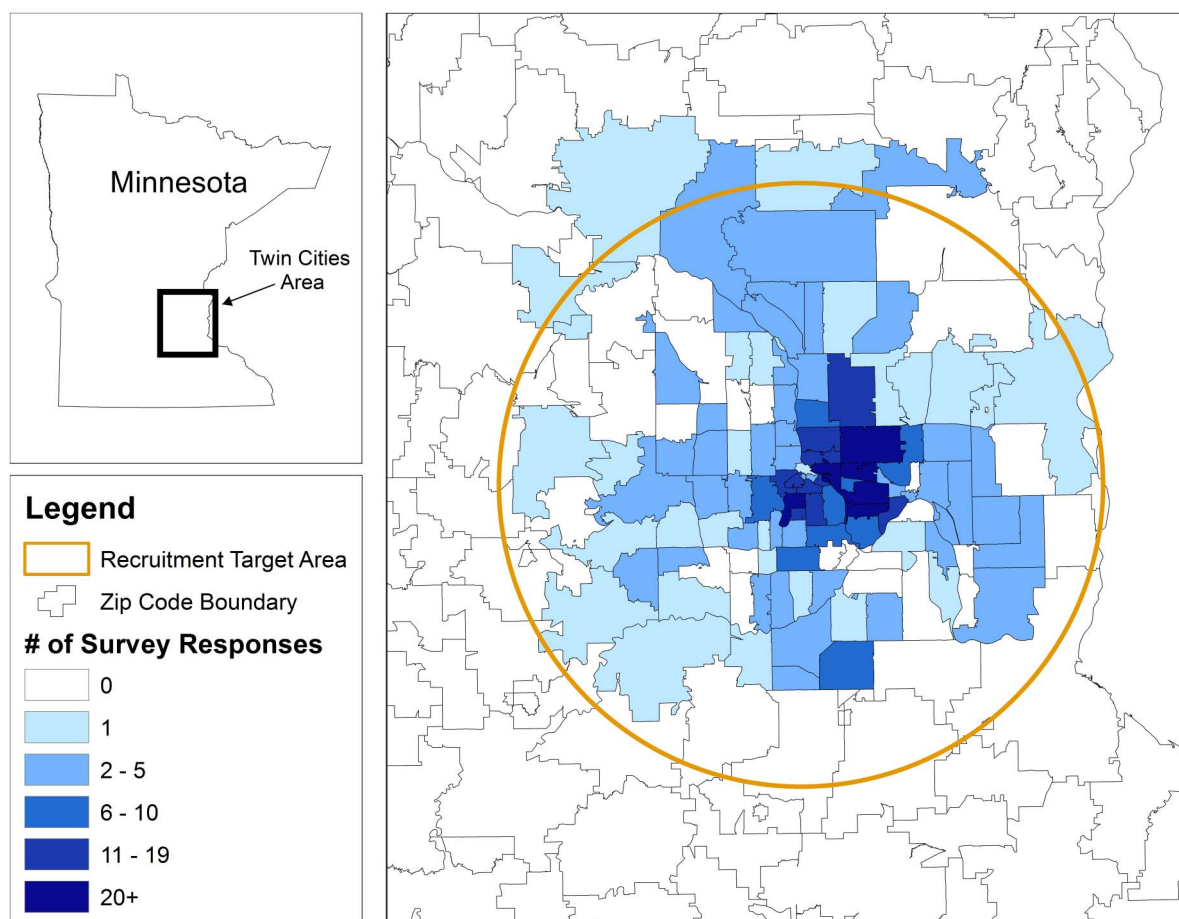 Minnesota
Twin Cities
Area
Legend
Recruitment Target Area
Zip Code Boundary
# of Survey Responses
0
1
2 - 5
6 - 10
11 - 19
20+